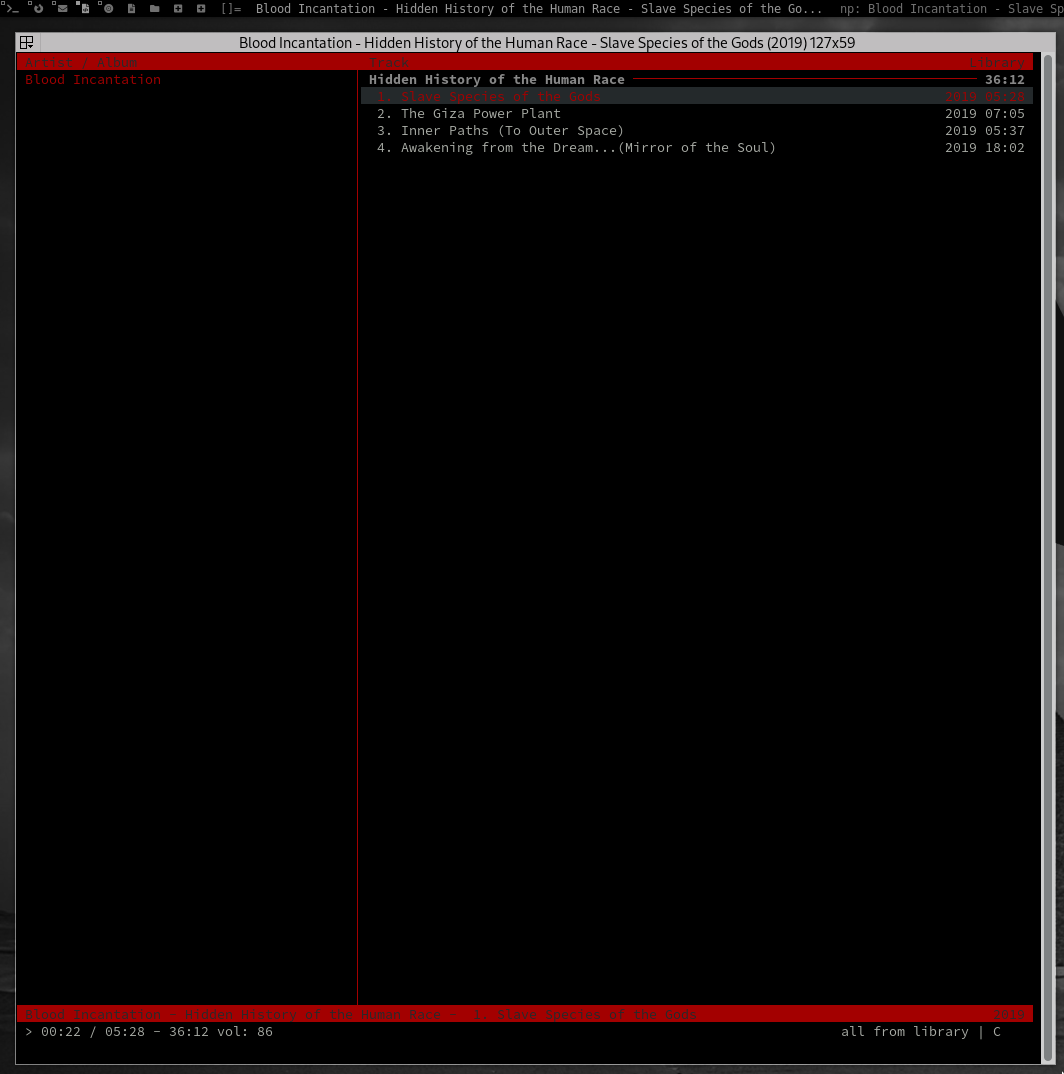 []= Blood Incantation - Hidden History of the Human Race - Slave Species of the Go... np: Blood Incantation - Slave Sp
Blood Incantation - Hidden History of the Human Race - Slave Species of the Gods (2019) 127x59
Artist / Album Track Library
Blood Incantation
Hidden History of the Human Race 36:12
1. Slave Species of the Gods 2019 05:28
2. The Giza Power Plant 2019 07:05
3. Inner Paths (To Outer Space) 2019 05:37
4. Awakening from the Dream...(Mirror of the Soul) 2019 18:02
Blood Incantation - Hidden History of the Human Race - 1. Slave Species of the Gods 2019
> 00:22 / 05:28 - 36:12 vol: 86 all from library | C